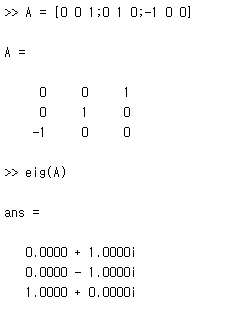 >> A = [0 0 1;0 1 0;-1 0 0]
A =
0 0 1
0 1 0
-1 0 0
>> eig(A)
ans =
0.0000 + 1.0000i
0.0000 - 1.0000i
1.0000 + 0.0000i